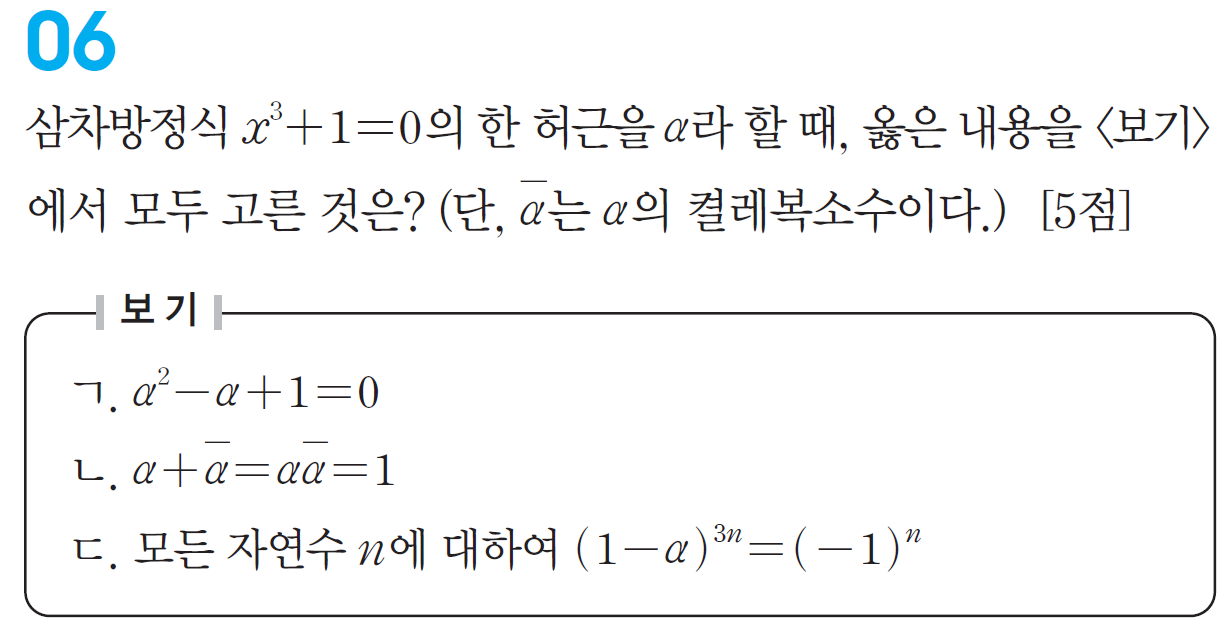 06
삼차방정식 x³+1=0의 한 허근을 α라 할 때, 옳은 내용을 〈보기〉
에서 모두 고른 것은? (단, α̅는 α의 켤레복소수이다.) [5점]
보기
ㄱ. α²-α+1=0
ㄴ. α+α̅=αα̅=1
ㄷ. 모든 자연수 n에 대하여 (1-α)³ⁿ=(-1)ⁿ